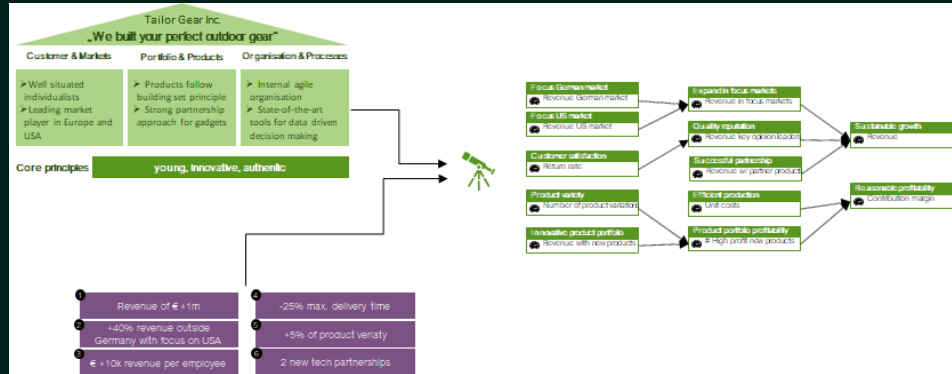 Tailor Gear Inc.
„We built your perfect outdoor gear“
Customer & Markets
Portfolio & Products
Organisation & Processes
Well situated
individualists
Leading market
player in Europe and
USA
Products follow
building set principle
Strong partnership
approach for gadgets
Internal agile
organisation
State-of-the-art
tools for data driven
decision making
Core principles
young, innovative, authentic
1
Revenue of € +1m
2
+40% revenue outside
Germany with focus on USA
3
€ +10k revenue per employee
4
-25% max. delivery time
5
+5% of product veriaty
6
2 new tech partnerships
Focus German market
Revenue German market
Focus US market
Revenue US market
Customer satisfaction
Return rate
Product variety
Number of product variation
Innovative product portfolio
Revenue with new products
Expand in focus markets
Revenue in focus markets
Quality reputation
Revenue key opinion leaders
Successful partnership
Revenue w/ partner products
Efficient production
Unit costs
Product portfolio profitability
# High profit new products
Sustainable growth
Revenue
Reasonable profitability
Contribution margin